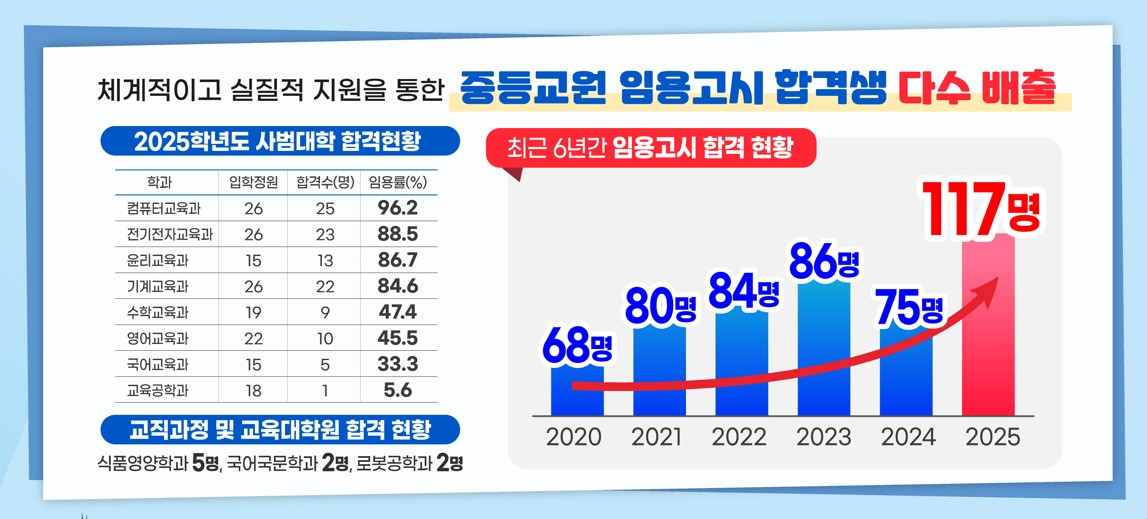 체계적이고 실질적 지원을 통한 중등교원 임용고시 합격생 다수 배출
2025학년도 사범대학 합격현황
학과 입학정원 합격수(명) 임용률(%)
컴퓨터교육과 26 25 96.2
전기전자교육과 26 23 88.5
윤리교육과 15 13 86.7
기계교육과 26 22 84.6
수학교육과 19 9 47.4
영어교육과 22 10 45.5
국어교육과 15 5 33.3
교육공학과 18 1 5.6
교직과정 및 교육대학원 합격 현황
식품영양학과 5명, 국어국문학과 2명, 로봇공학과 2명
최근 6년간 임용고시 합격 현황
68명
80명
84명
86명
75명
117명
2020 2021 2022 2023 2024 2025